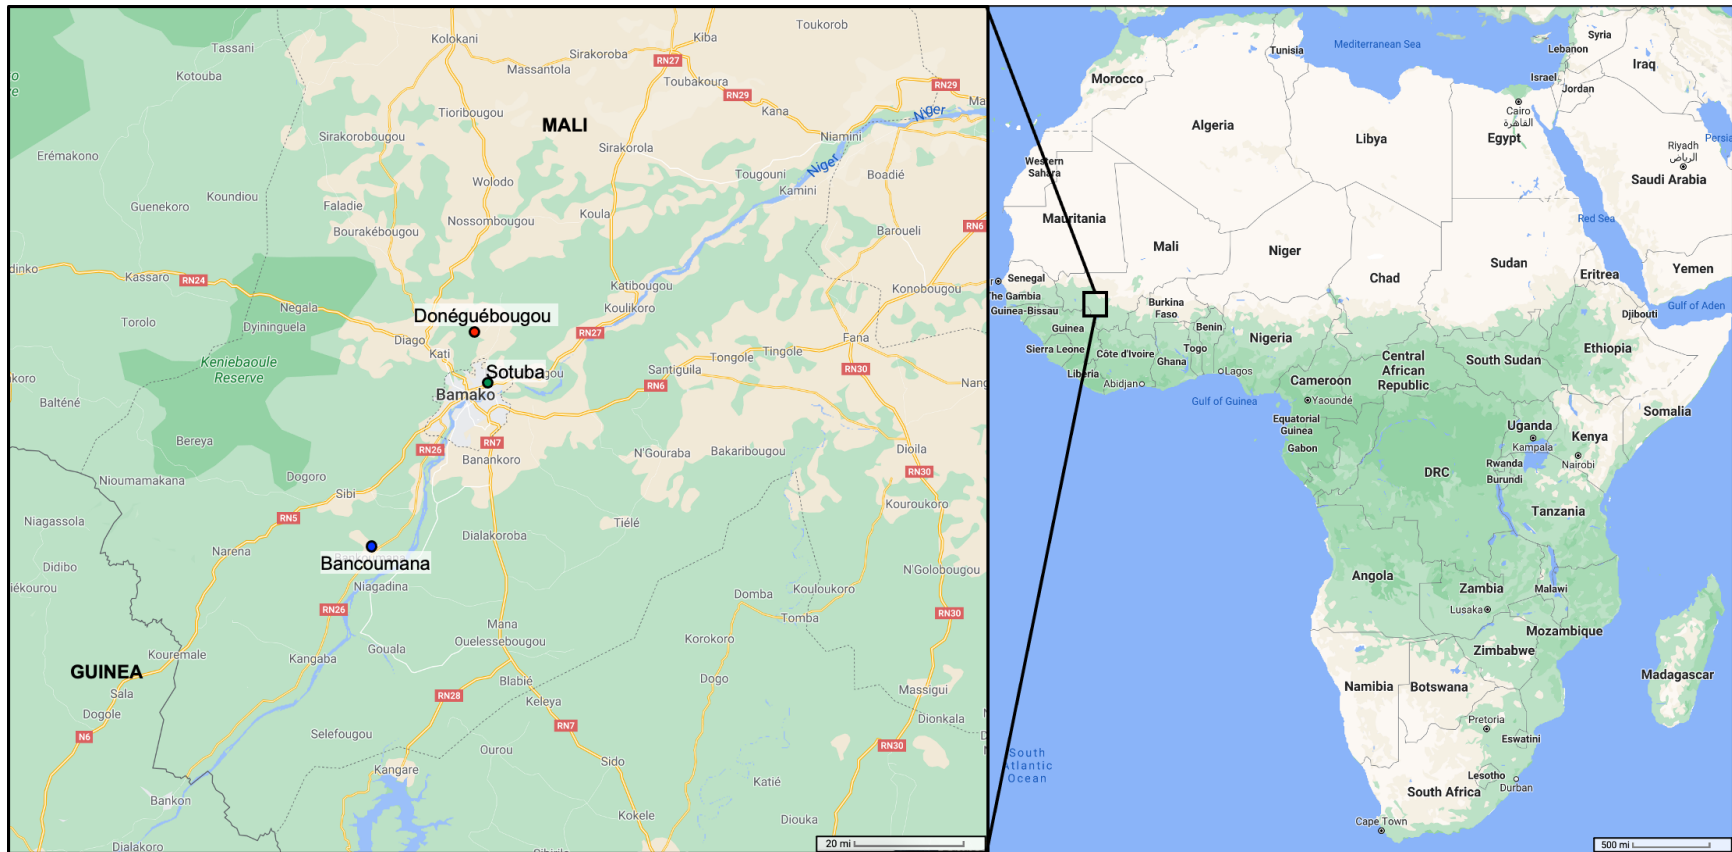 Toukorob
Kolokani
Kiba
Tassani
Sirakoroba
Massantola
RN27
Kotouba
Toubakoura
RN29
RN29
Tioribougou
Kana
Niger
MALI
Sirakorobougou
Niamini
Erémakono
Sirakorola
Niger
Wolodo
Tougouni
Boadié
Koundiou
Kamini
Guenekoro
Faladie
Nossombougou
Koula
Bourakébougou
Baroueli
RN6
dinko
Kassaro
RN24
Katibougou
Konobougou
Negala
Koulikoro
Donéguébougou
Torolo
Dyininguela
RN27
Diago
Fana
Kati
Tongole
Tingole
Keniebaoule
Reserve
Sotuba
gou
Santiguila
RN30
koro
RN6
Nang
Bamako
Balténé
Bereya
RN7
RN26
N'Gouraba
Bakaribougou
Dioila
Banankoro
Dogoro
RN30
Nioumamakana
Sibi
Kouroukoro
Niagassola
RN5
Tiélé
Narena
Dialakoroba
Bancoumana
Didibo
N'Golobougou
iékourou
Niagadina
Kouloukoro
Domba
RN26
Tomba
RN30
Mana
Ouelessebougou
Korokoro
Kouremale
Kangaba
Gouala
GUINEA
Dogo
Sala
Blabié
RN28
Massigui
Keleya
Dogole
Dionkala
N6
Selefougou
RN7
RN30
Ourou
Sido
Kangare
Katié
Bankon
Kokele
Diouka
Dialakoro
20 mi
Mediterranean Sea
Tunisia
Syria
Lebanon
Iraq
Morocco
Israel
Jordan
Cairo
القاهرة
Algeria
Libya
Egypt
Persia
Riyadh
الرياض
Western
Sahara
Saudi Arabia
Mauritania
Red Sea
Mali
Niger
Sudan
Chad
Eritrea
Yemen
Senegal
The Gambia
Guinea-Bissau
Burkina
Faso
Gulf of Aden
Djibouti
Guinea
Benin
Nigeria
Sierra Leone
Côte d'Ivoire
Togo
Ghana
Ethiopia
Central
African
Republic
South Sudan
Liberia
Lagos
Abidjan
Cameroon
Yaoundé
Gulf of Guinea
Somalia
Equatorial
Guinea
Uganda
Kenya
Gabon
Kampala
Rwanda
Nairobi
DRC
Burundi
Tanzania
Angola
Zambia
Malawi
Lusaka
Mozambique
Zimbabwe
Madagascar
Namibia
Botswana
Pretoria
Eswatini
South
Atlantic
Ocean
Lesotho
Durban
South Africa
Cape Town
500 mi